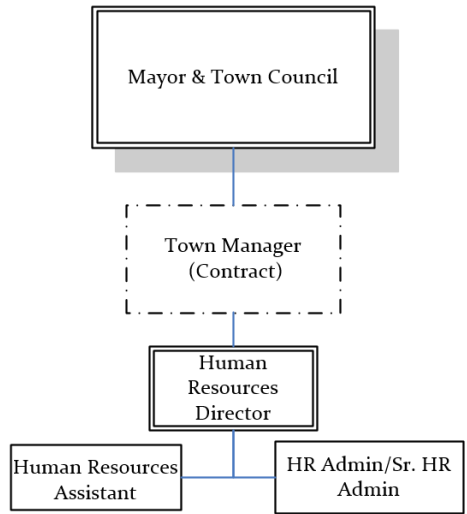 Mayor & Town Council
Town Manager
(Contract)
Human
Resources
Director
Human Resources
Assistant
HR Admin/Sr. HR
Admin